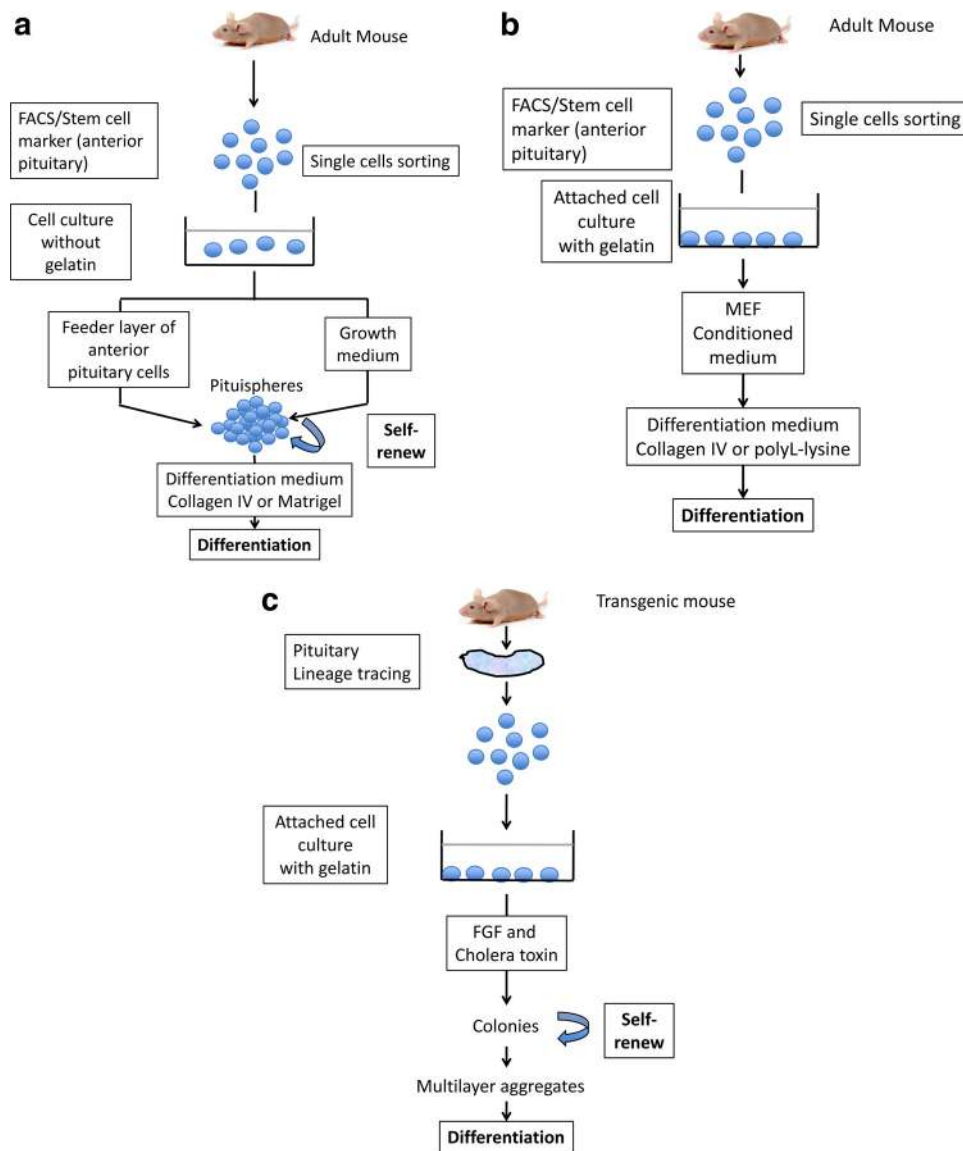 a
Adult Mouse
FACS/Stem cell
marker (anterior
pituitary)
Single cells sorting
Cell culture
without
gelatin
Feeder layer of
anterior
pituitary cells
Growth
medium
Pituispheres
Self-
renew
Differentiation medium
Collagen IV or Matrigel
Differentiation
b
Adult Mouse
FACS/Stem cell
marker (anterior
pituitary)
Single cells sorting
Attached cell
culture
with gelatin
MEF
Conditioned
medium
Differentiation medium
Collagen IV or polyL-lysine
Differentiation
c
Transgenic mouse
Pituitary
Lineage tracing
Attached cell
culture
with gelatin
FGF and
Cholera toxin
Colonies
Self-
renew
Multilayer aggregates
Differentiation